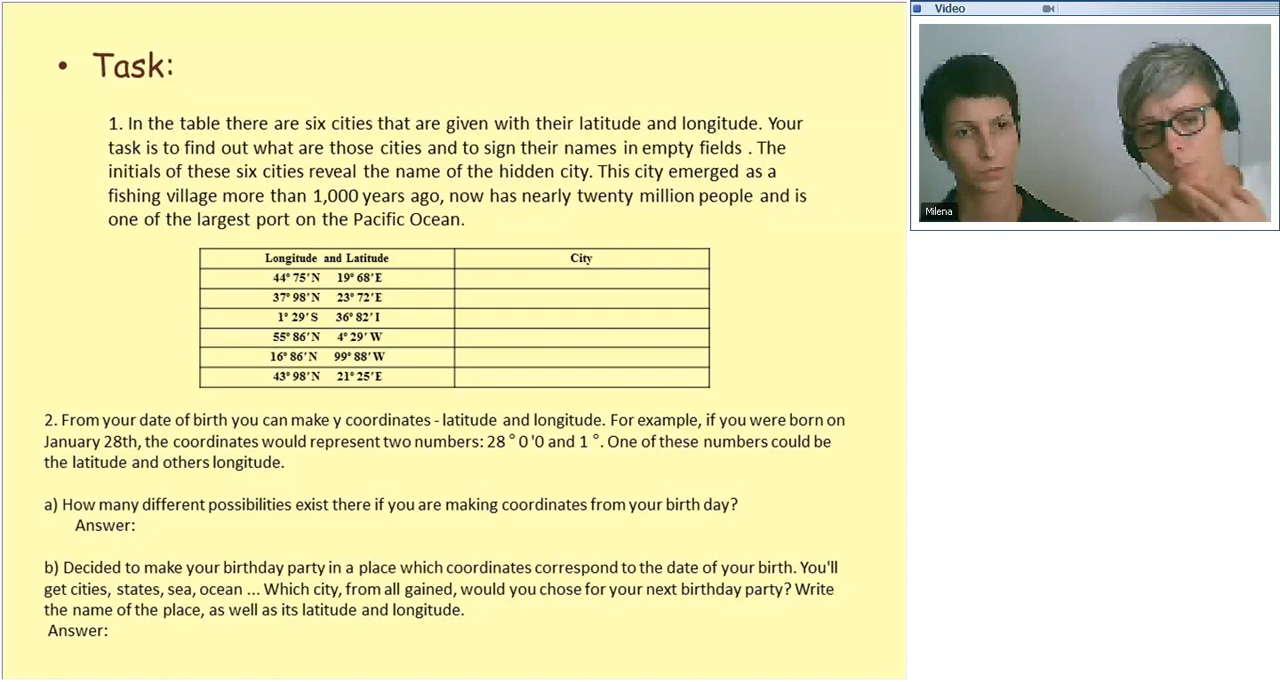 • Task:
1. In the table there are six cities that are given with their latitude and longitude. Your
task is to find out what are those cities and to sign their names in empty fields . The
initials of these six cities reveal the name of the hidden city. This city emerged as a
fishing village more than 1,000 years ago, now has nearly twenty million people and is
one of the largest port on the Pacific Ocean.
Longitude and Latitude City
44° 75'N 19° 68'E
37° 98'N 23° 72'E
1° 29'S 36° 82'I
55° 86'N 4° 29' W
16° 86'N 99° 88'W
43° 98'N 21° 25'E
2. From your date of birth you can make y coordinates - latitude and longitude. For example, if you were born on
January 28th, the coordinates would represent two numbers: 28 ° 0 '0 and 1 °. One of these numbers could be
the latitude and others longitude.
a) How many different possibilities exist there if you are making coordinates from your birth day?
Answer:
b) Decided to make your birthday party in a place which coordinates correspond to the date of your birth. You'll
get cities, states, sea, ocean ... Which city, from all gained, would you chose for your next birthday party? Write
the name of the place, as well as its latitude and longitude.
Answer:
Video
Milena